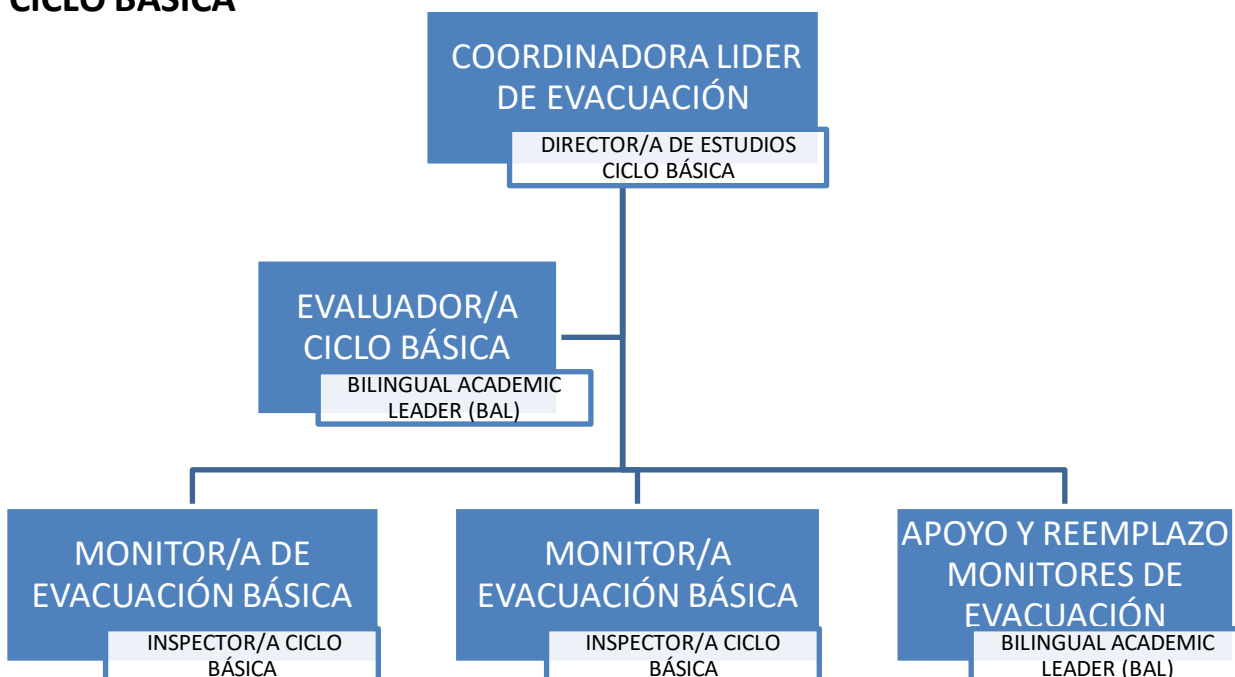 CICLO BÁSICA
COORDINADORA LIDER
DE EVACUACIÓN
DIRECTOR/A DE ESTUDIOS
CICLO BÁSICA
EVALUADOR/A
CICLO BÁSICA
BILINGUAL ACADEMIC
LEADER (BAL)
MONITOR/A DE
EVACUACIÓN BÁSICA
INSPECTOR/A CICLO
BÁSICA
MONITOR/A
EVACUACIÓN BÁSICA
INSPECTOR/A CICLO
BÁSICA
APOYO Y REEMPLAZO
MONITORES DE
EVACUACIÓN
BILINGUAL ACADEMIC
LEADER (BAL)